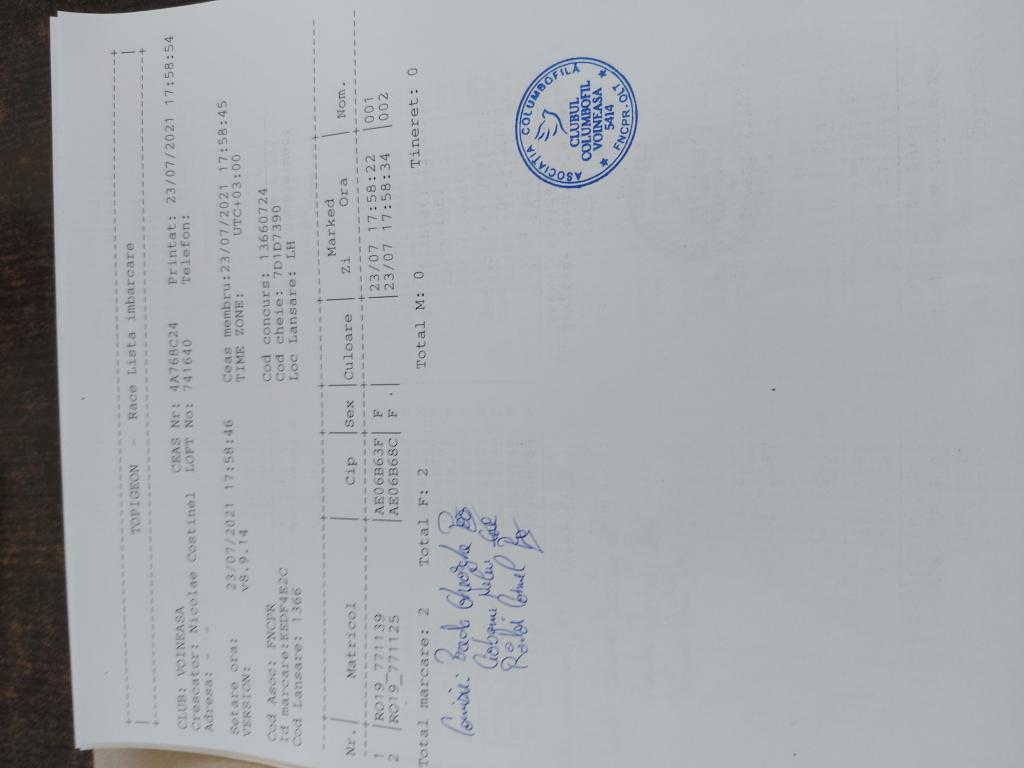 TOPIGEON - Race Lista imbarcare
CLUB: VOINEASA CEAS Nr: 4A768C24 Printat: 23/07/2021 17:58:54
Crescator: Nicolae Costinel LOFT No: 741640 Telefon:
Adresa: - -
Setare ora: 23/07/2021 17:58:46 Ceas membru:23/07/2021 17:58:45
VERSION: v8.9.14 TIME ZONE: UTC+03:00
Cod Asoc: FNCPR Cod concurs: 13660724
Id marcare:EEDF4E2C Cod cheie: 7D1D7390
Cod Lansare: 1366 Loc Lansare: LH
Marked
Nr.| Matricol | Cip |Sex |Culoare | Zi Ora | Nom.
1 |RO19_771139 |AE06B63F| F | |23/07 17:58:22 |001
2 |RO19_771125 |AE06B68C| F | |23/07 17:58:34 |002
Total marcare: 2 Total F: 2 Total M: 0 Tineret: 0
ASOCIATIA COLUMBOFILA
CLUBUL
COLUMBOFIL
VOINEASA
5414
★ FNCPR.OLT ★